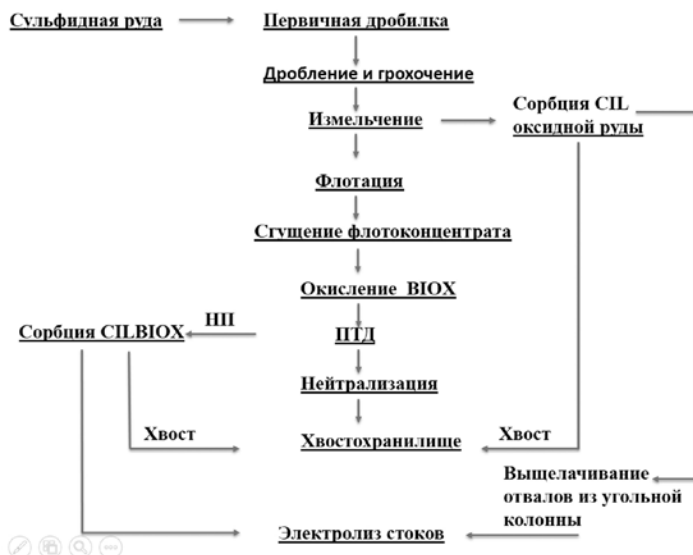 Сульфидная руда
Первичная дробилка
Дробление и грохочение
Измельчение
Сорбция CIL
оксидной руды
Флотация
Сгущение флотоконцентрата
Окисление BIOX
Сорбция CILBIOX
НП
ПТД
Нейтрализация
Хвост
Хвостохранилище
Хвост
Выщелачивание
отвалов из угольной
колонны
Электролиз стоков